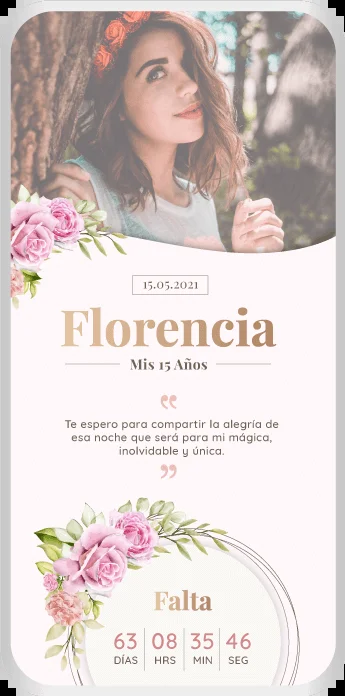 15.05.2021
Florencia
Mis 15 Años
Te espero para compartir la alegría de
esa noche que será para mi mágica,
inolvidable y única.
Falta
63 08 35 46
DÍAS HRS MIN SEG